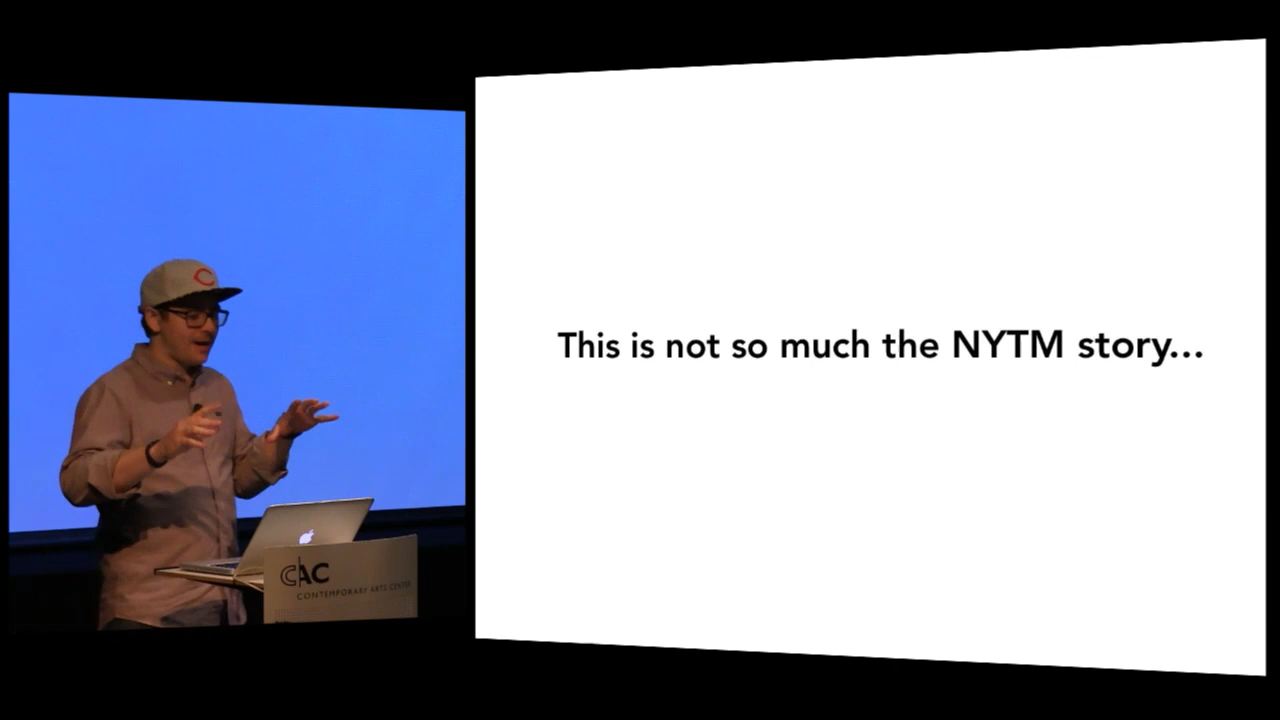 C
CAC
CONTEMPORARY ARTS CENTER
This is not so much the NYTM story...